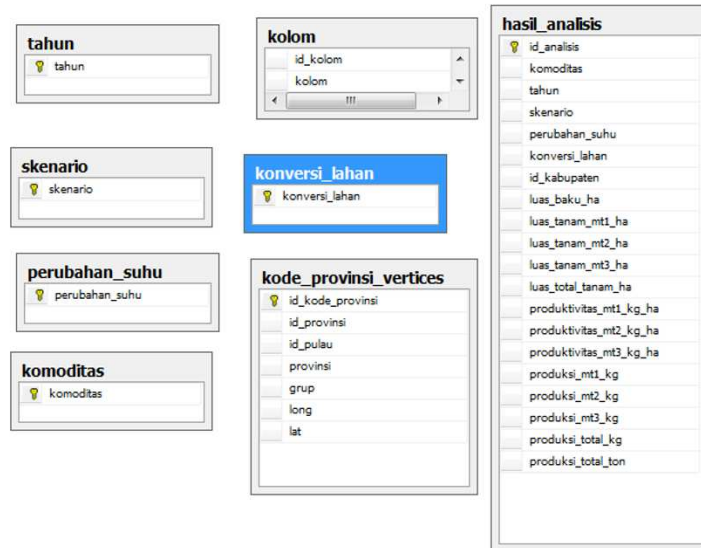 tahun
tahun
kolom
id_kolom
kolom
skenario
skenario
konversi_lahan
konversi_lahan
perubahan_suhu
perubahan_suhu
komoditas
komoditas
kode_provinsi_vertices
id_kode_provinsi
id_provinsi
id_pulau
provinsi
grup
long
lat
hasil_analisis
id_analisis
komoditas
tahun
skenario
perubahan_suhu
konversi_lahan
id_kabupaten
luas_baku_ha
luas_tanam_mt1_ha
luas_tanam_mt2_ha
luas_tanam_mt3_ha
luas_total_tanam_ha
produktivitas_mt1_kg_ha
produktivitas_mt2_kg_ha
produktivitas_mt3_kg_ha
produksi_mt1_kg
produksi_mt2_kg
produksi_mt3_kg
produksi_total_kg
produksi_total_ton